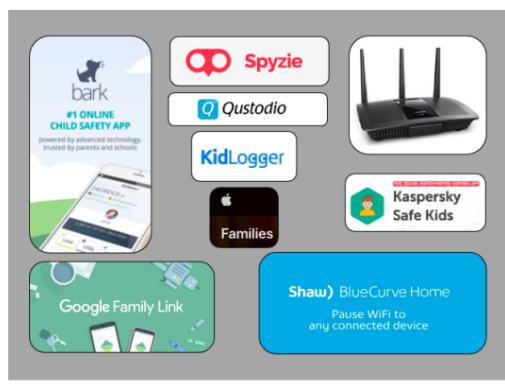 bark
#1 ONLINE
CHILD SAFETY APP
powered by advanced technology,
trusted by parents and schools
Spyzie
Qustodio
KidLogger
Families
Kaspersky
Safe Kids
Google Family Link
Shaw) BlueCurve Home
Pause WiFi to
any connected device